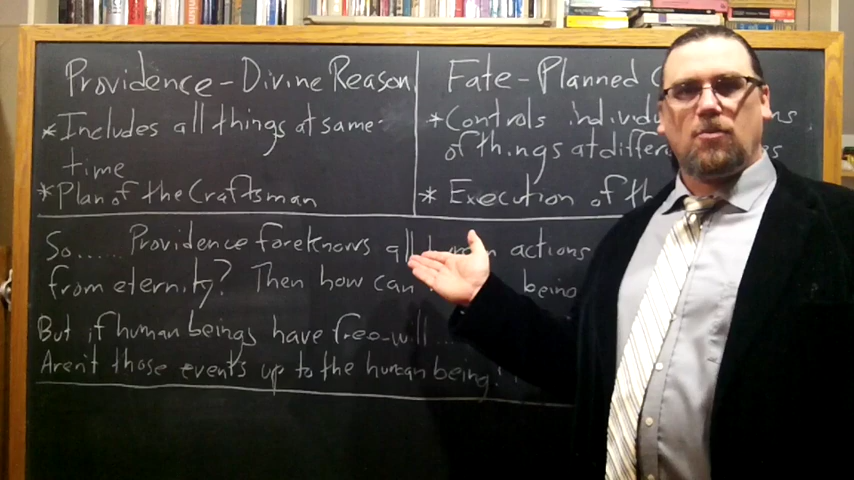 Providence - Divine Reason
*Includes all things at same
time
*Plan of the Craftsman
Fate - Planned
*Controls
of things at
* Execution of
So...... Providence foreknows all human actions
from eternity? Then how can being
But if human beings have free-will....
Aren't those events up to the human being?